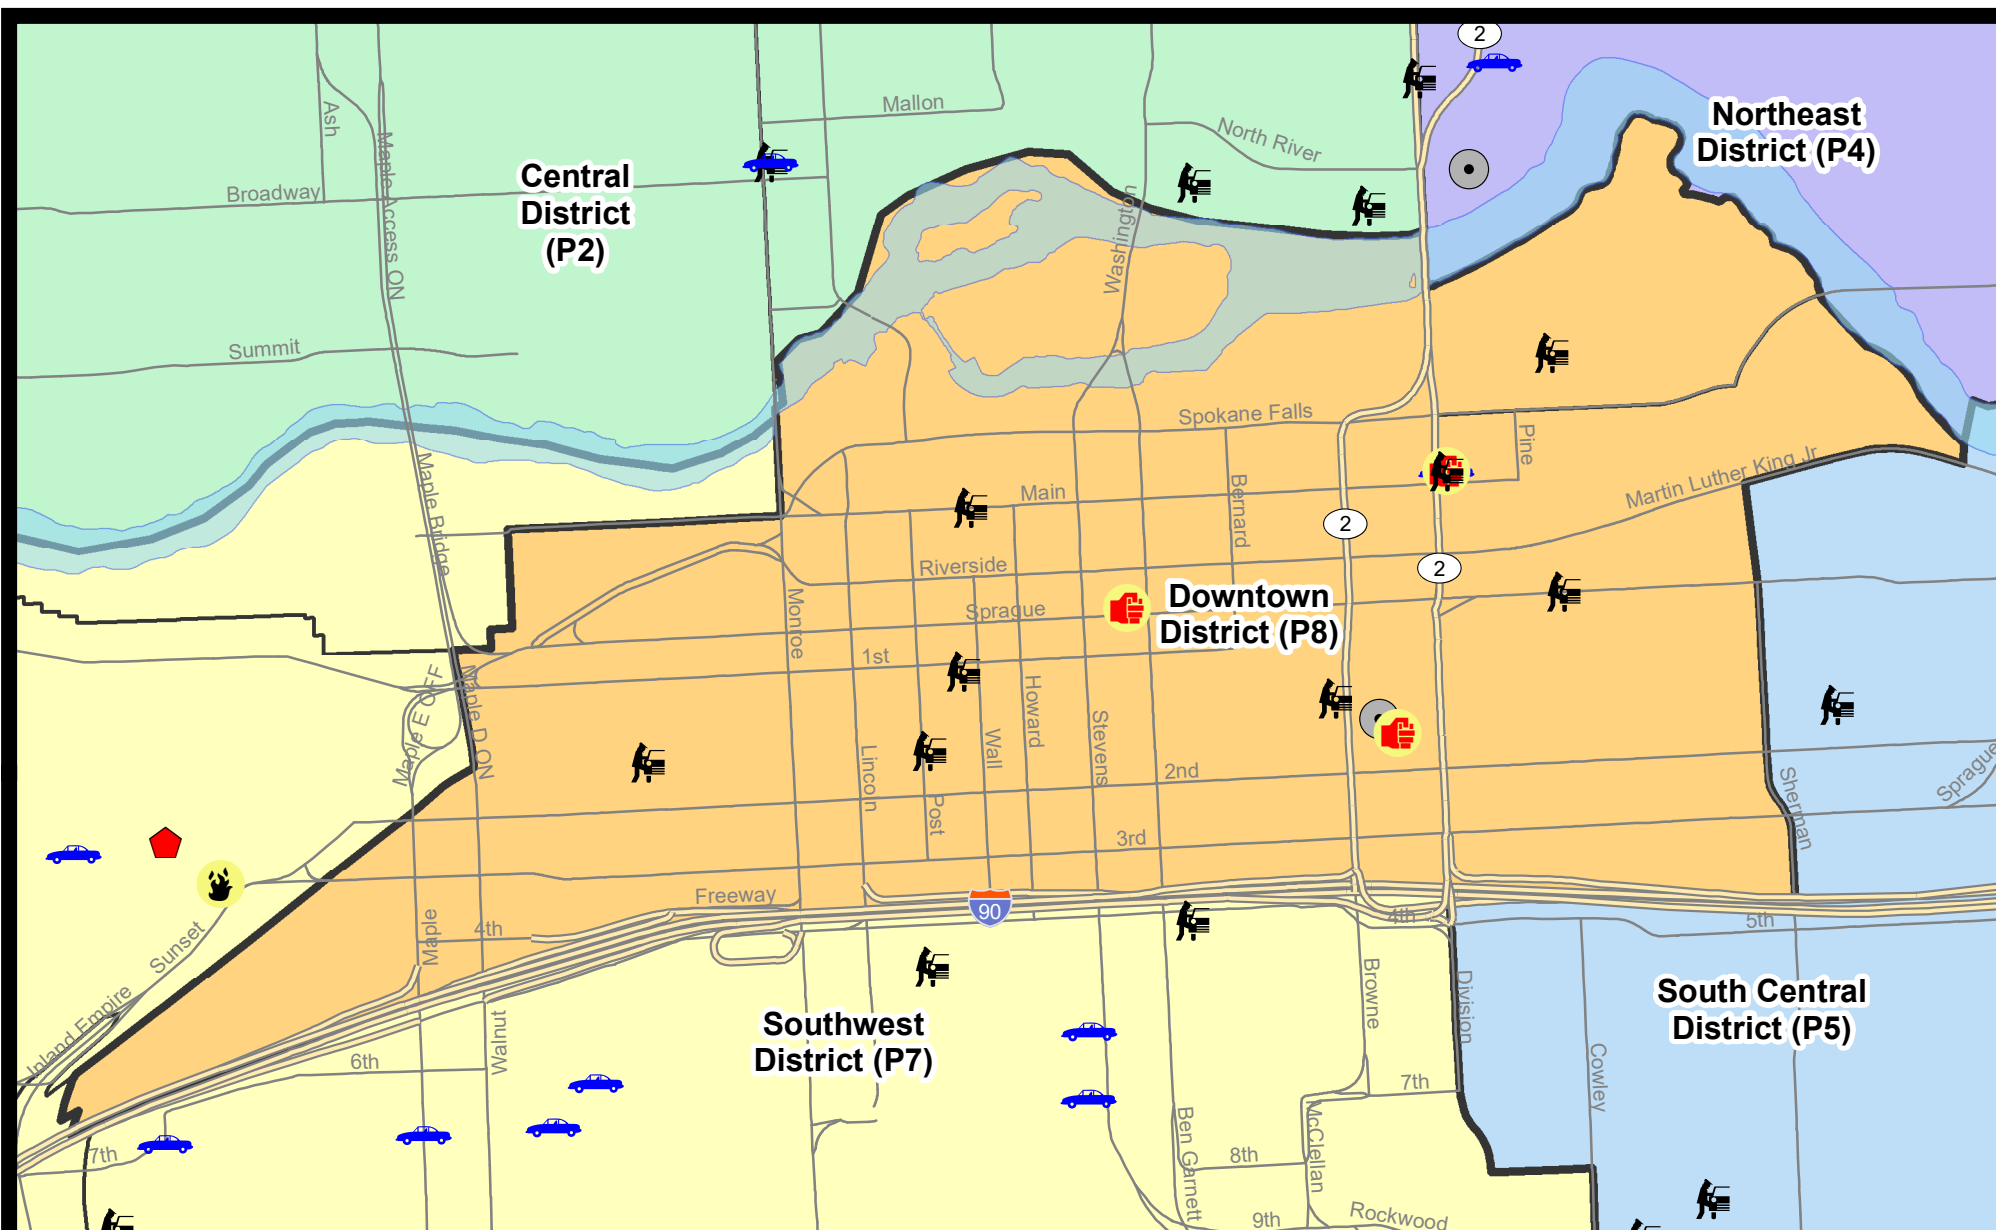 2
Northeast
District (P4)
Ash
Mallon
North River
Maple Access ON
Central
District
(P2)
Broadway
Washington
Summit
Spokane Falls
Pine
Maple Bridge
Main
Bernard
Martin Luther King Jr
2
Riverside
2
Monroe
Sprague
Downtown
District (P8)
1st
Maple E OFF
Maple D ON
Howard
Stevens
Wall
Lincoln
2nd
Post
3rd
Sherman
Sprague
Freeway
90
4th
4th
5th
Maple
Sunset
Inland Empire
Browne
Division
South Central
District (P5)
Southwest
District (P7)
Walnut
6th
Cowley
7th
7th
McClellan
Ben Garnett
8th
9th
Rockwood